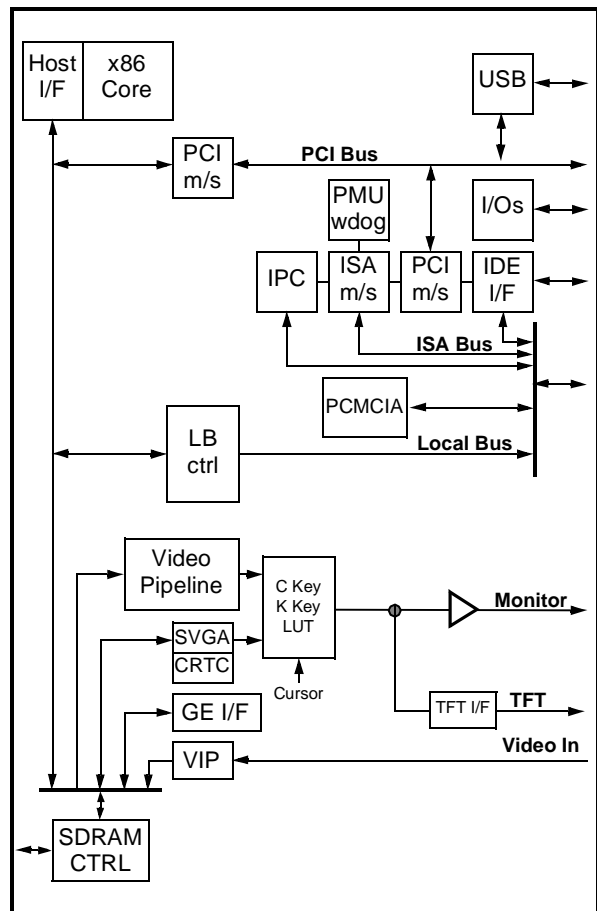 Host
I/F
x86
Core
USB
PCI
m/s
PCI Bus
PMU
wdog
I/Os
IPC
ISA
m/s
PCI
m/s
IDE
I/F
ISA Bus
PCMCIA
LB
ctrl
Local Bus
Video
Pipeline
C Key
K Key
LUT
Monitor
SVGA
CRTC
Cursor
GE I/F
TFT I/F
TFT
VIP
Video In
SDRAM
CTRL